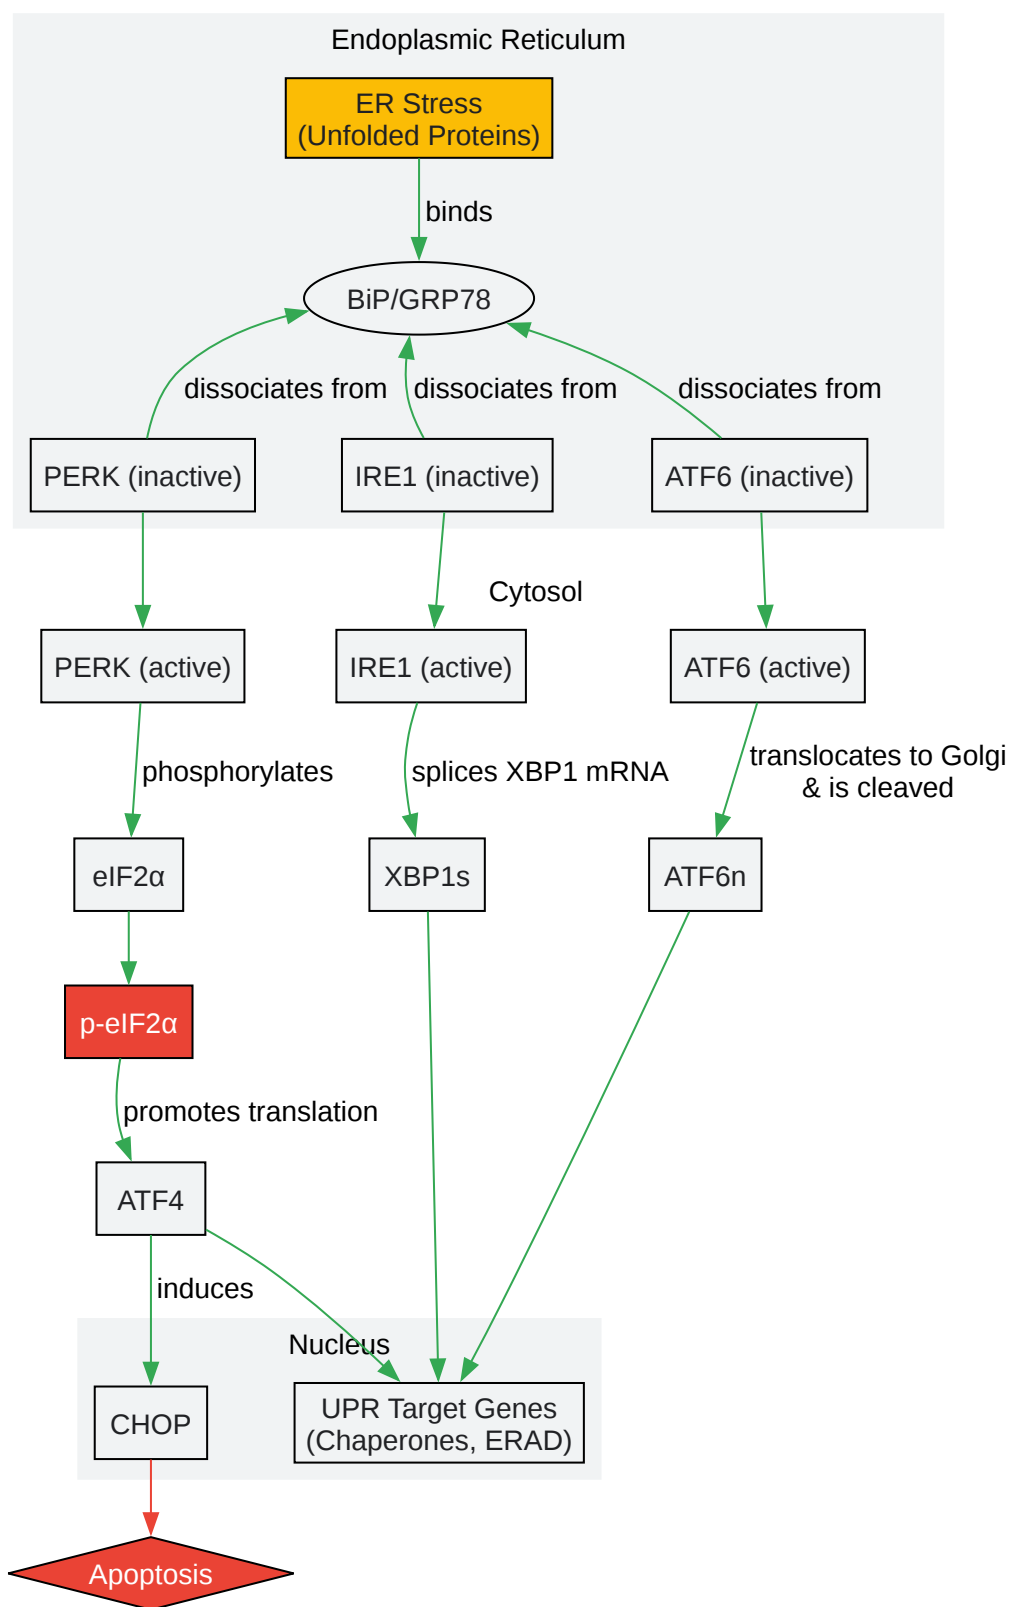 Endoplasmic Reticulum
ER Stress
(Unfolded Proteins)
binds
BiP/GRP78
dissociates from
dissociates from
dissociates from
PERK (inactive)
IRE1 (inactive)
ATF6 (inactive)
Cytosol
PERK (active)
IRE1 (active)
ATF6 (active)
phosphorylates
splices XBP1 mRNA
translocates to Golgi
& is cleaved
eIF2α
XBP1s
ATF6n
p-eIF2α
promotes translation
ATF4
induces
Nucleus
CHOP
UPR Target Genes
(Chaperones, ERAD)
Apoptosis